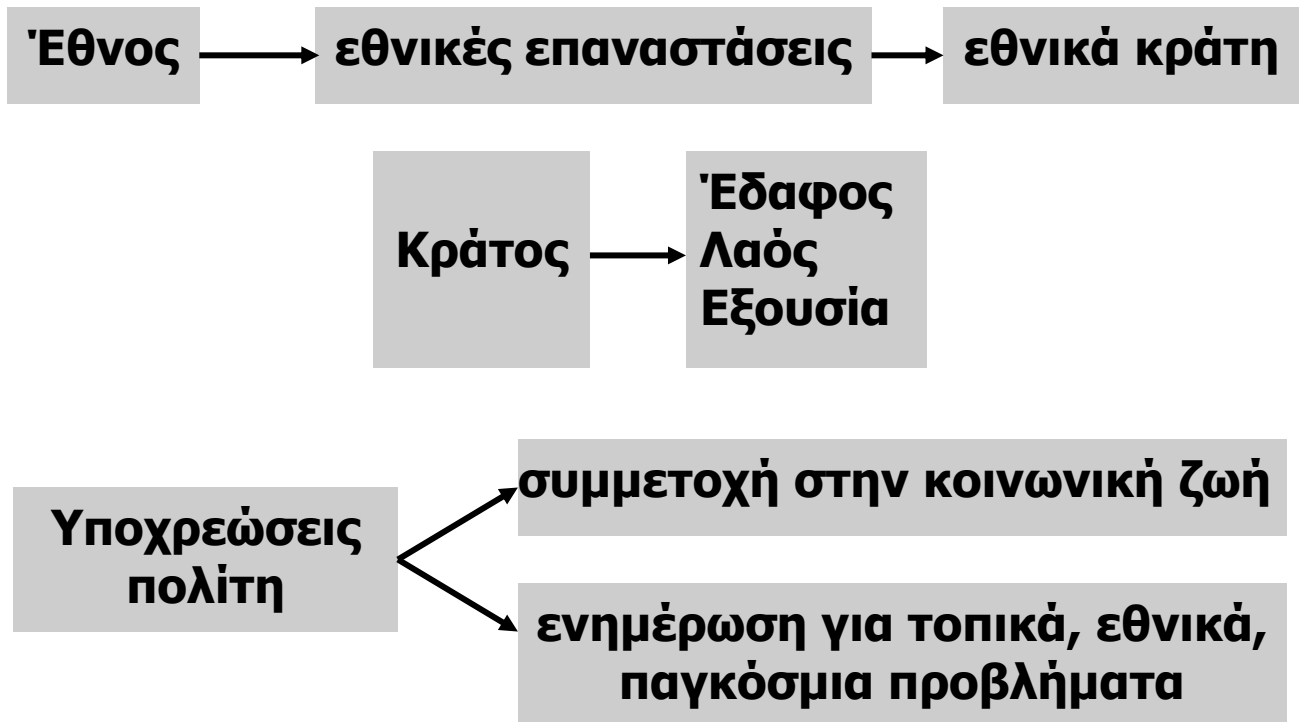 Έθνος
εθνικές επαναστάσεις
εθνικά κράτη
Κράτος
Έδαφος
Λαός
Εξουσία
Υποχρεώσεις
πολίτη
συμμετοχή στην κοινωνική ζωή
ενημέρωση για τοπικά, εθνικά,
παγκόσμια προβλήματα